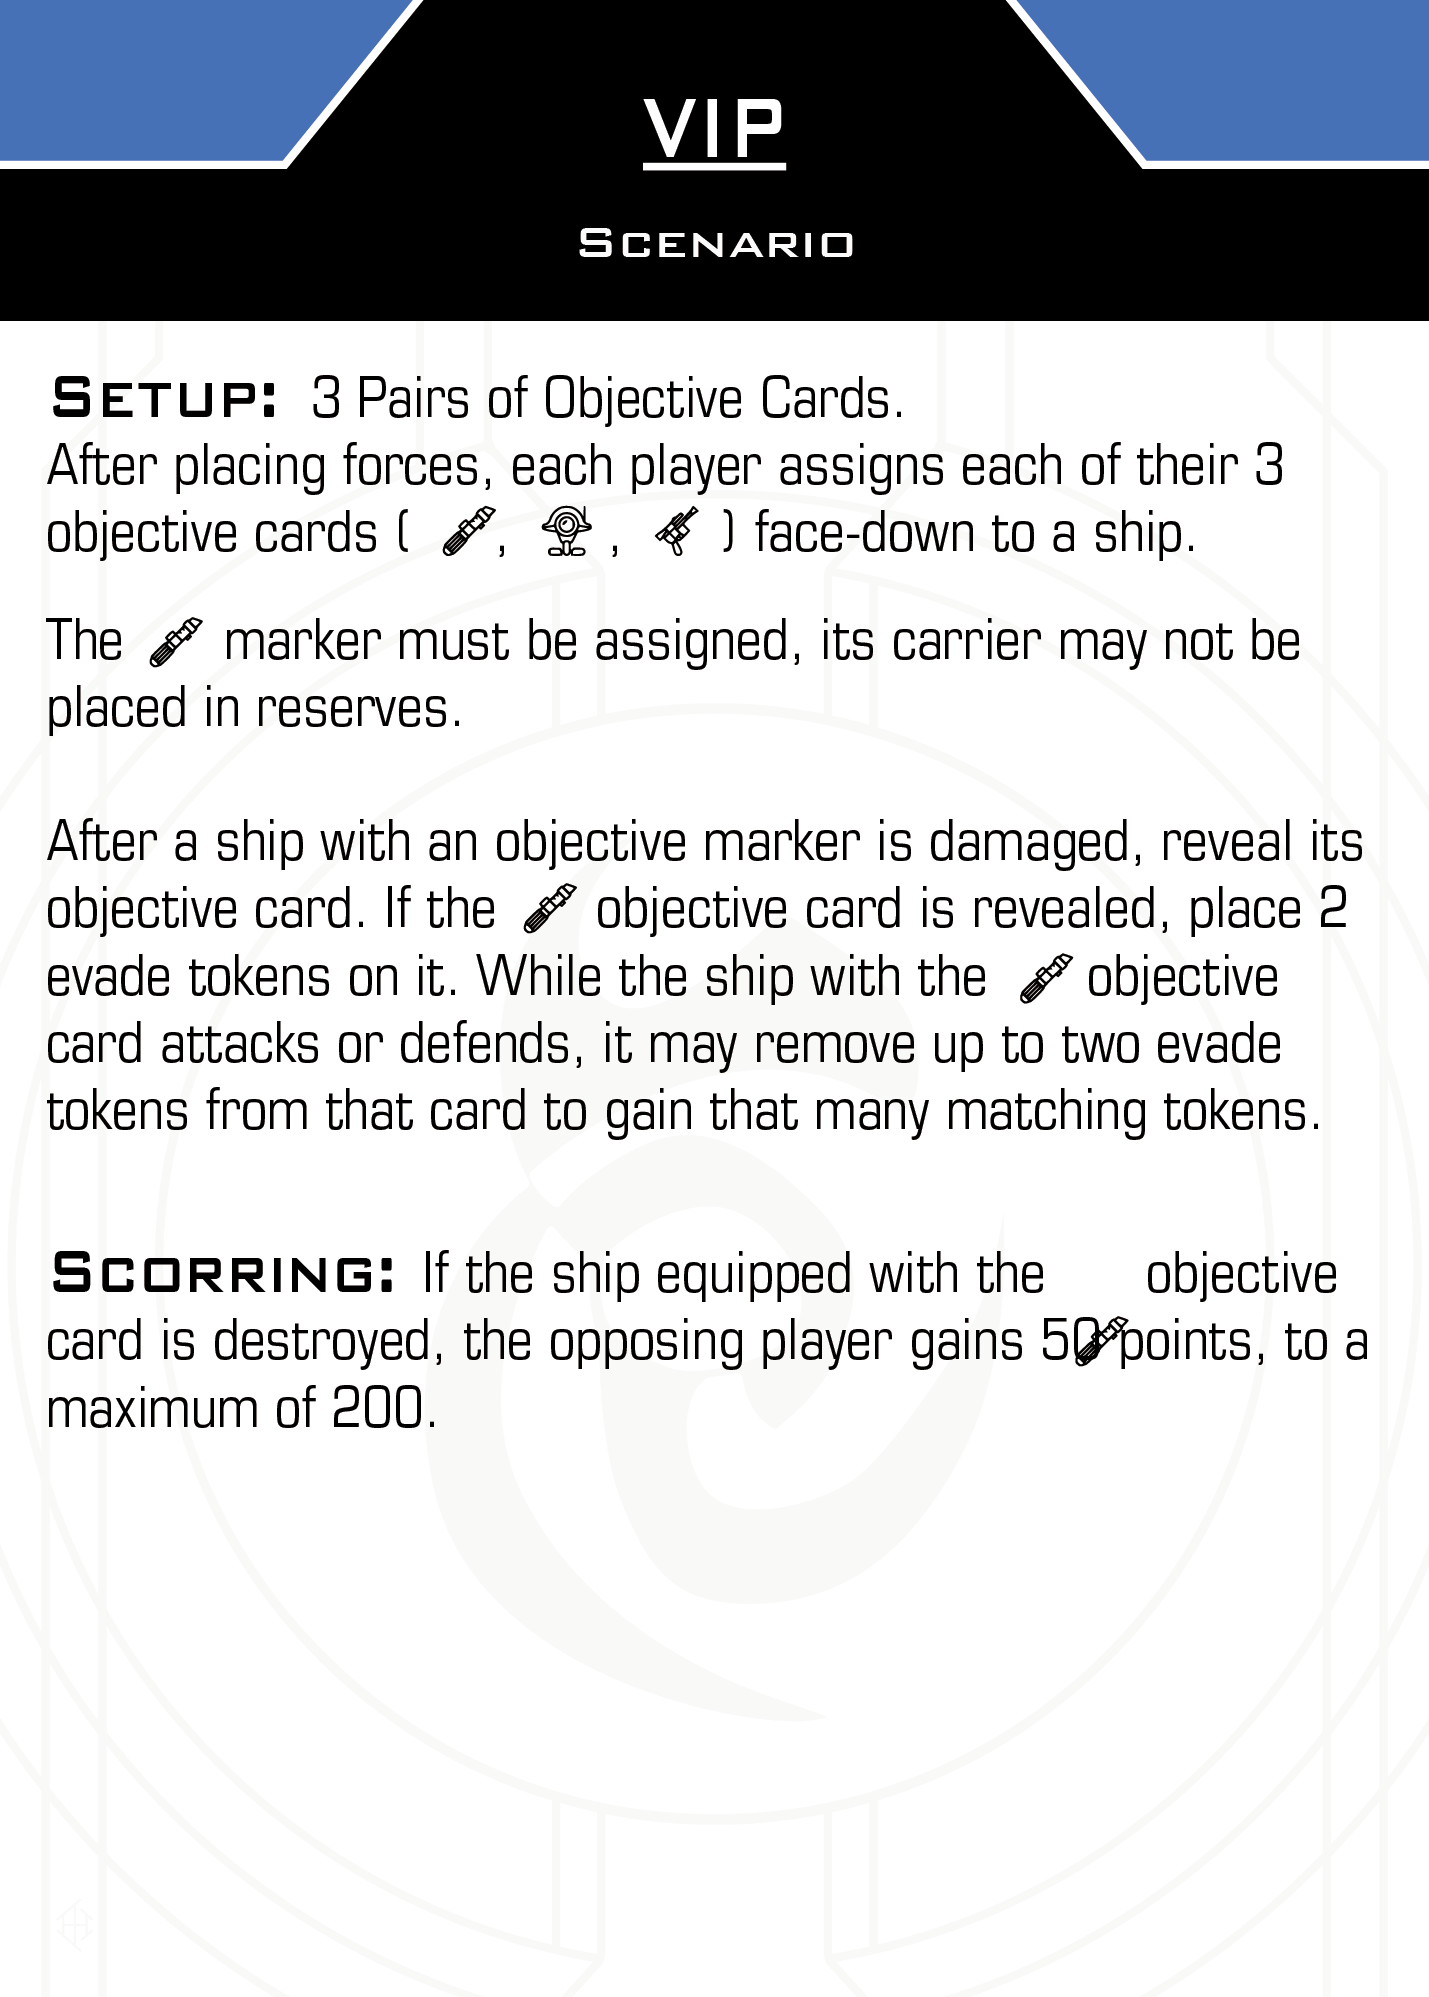 VIP
Scenario
Setup: 3 Pairs of Objective Cards.
After placing forces, each player assigns each of their 3
objective cards ( , , ) face-down to a ship.
The marker must be assigned, its carrier may not be
placed in reserves.
After a ship with an objective marker is damaged, reveal its
objective card. If the objective card is revealed, place 2
evade tokens on it. While the ship with the objective
card attacks or defends, it may remove up to two evade
tokens from that card to gain that many matching tokens.
Scorring: If the ship equipped with the objective
card is destroyed, the opposing player gains 50 points, to a
maximum of 200.